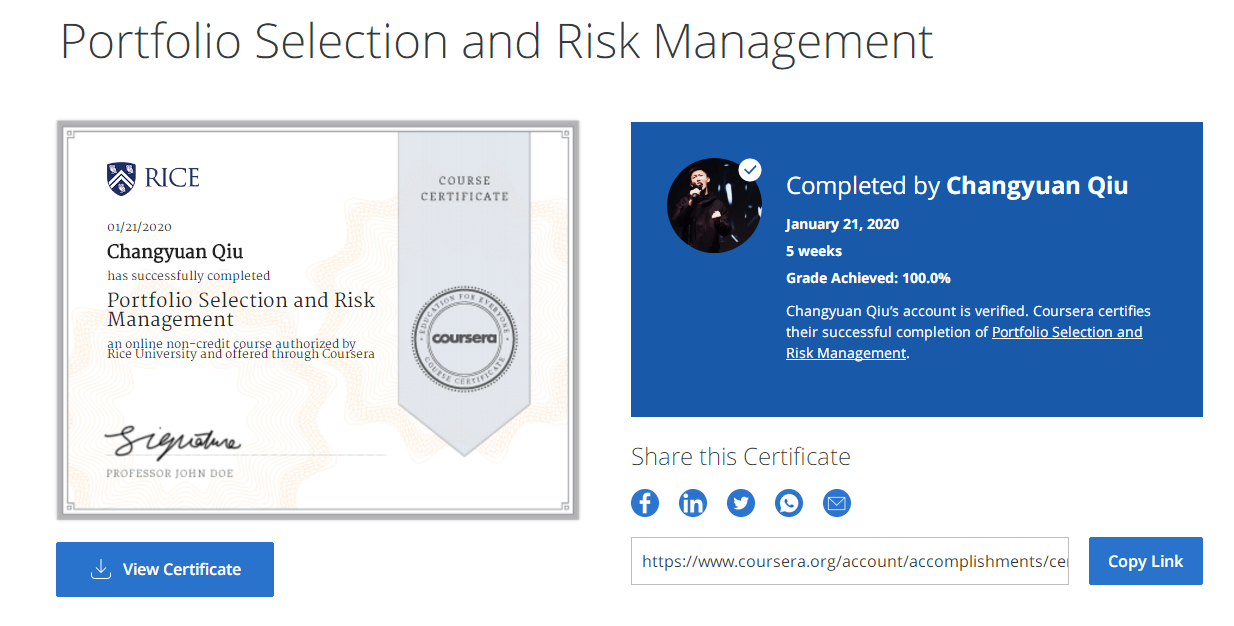 Portfolio Selection and Risk Management
RICE
COURSE
CERTIFICATE
01/21/2020
Changyuan Qiu
has successfully completed
Portfolio Selection and Risk
Management
an online non-credit course authorized by
Rice University and offered through Coursera
EDUCATION FOR EVERYONE
coursera
COURSE CERTIFICATE
Signature
PROFESSOR JOHN DOE
View Certificate
Completed by Changyuan Qiu
January 21, 2020
5 weeks
Grade Achieved: 100.0%
Changyuan Qiu’s account is verified. Coursera certifies
their successful completion of Portfolio Selection and
Risk Management.
Share this Certificate
f in
https://www.coursera.org/account/accomplishments/cer
Copy Link